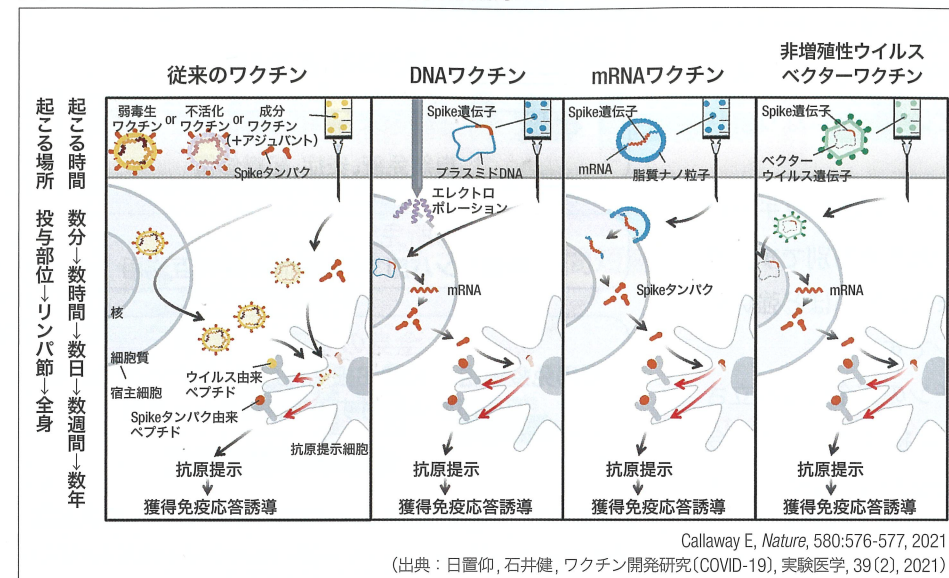 従来のワクチン
DNAワクチン
mRNAワクチン
非増殖性ウイルス
ベクターワクチン
起こる場所 投与部位→リンパ節→全身
起こる時間 数分→数時間→数日→数週間→数年
弱毒生
ワクチン
or
不活化
ワクチン
or
成分
ワクチン
(+アジュバント)
Spikeタンパク
核
細胞質
宿主細胞
ウイルス由来
ペプチド
Spikeタンパク由来
ペプチド
抗原提示細胞
抗原提示
獲得免疫応答誘導
Spike遺伝子
プラスミドDNA
エレクトロ
ポレーション
mRNA
抗原提示
獲得免疫応答誘導
Spike遺伝子
mRNA
脂質ナノ粒子
Spikeタンパク
抗原提示
獲得免疫応答誘導
Spike遺伝子
ベクター
ウイルス遺伝子
mRNA
抗原提示
獲得免疫応答誘導
Callaway E, Nature, 580:576-577, 2021
(出典：日置仰, 石井健, ワクチン開発研究〔COVID-19〕, 実験医学, 39〔2〕, 2021)